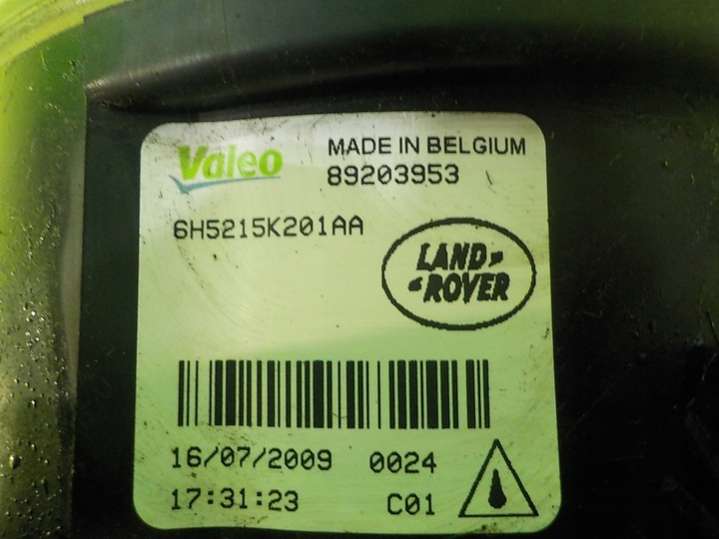 Valeo MADE IN BELGIUM
89203953
6H5215K201AA
LAND
ROVER
16/07/2009 0024
17:31:23 C01